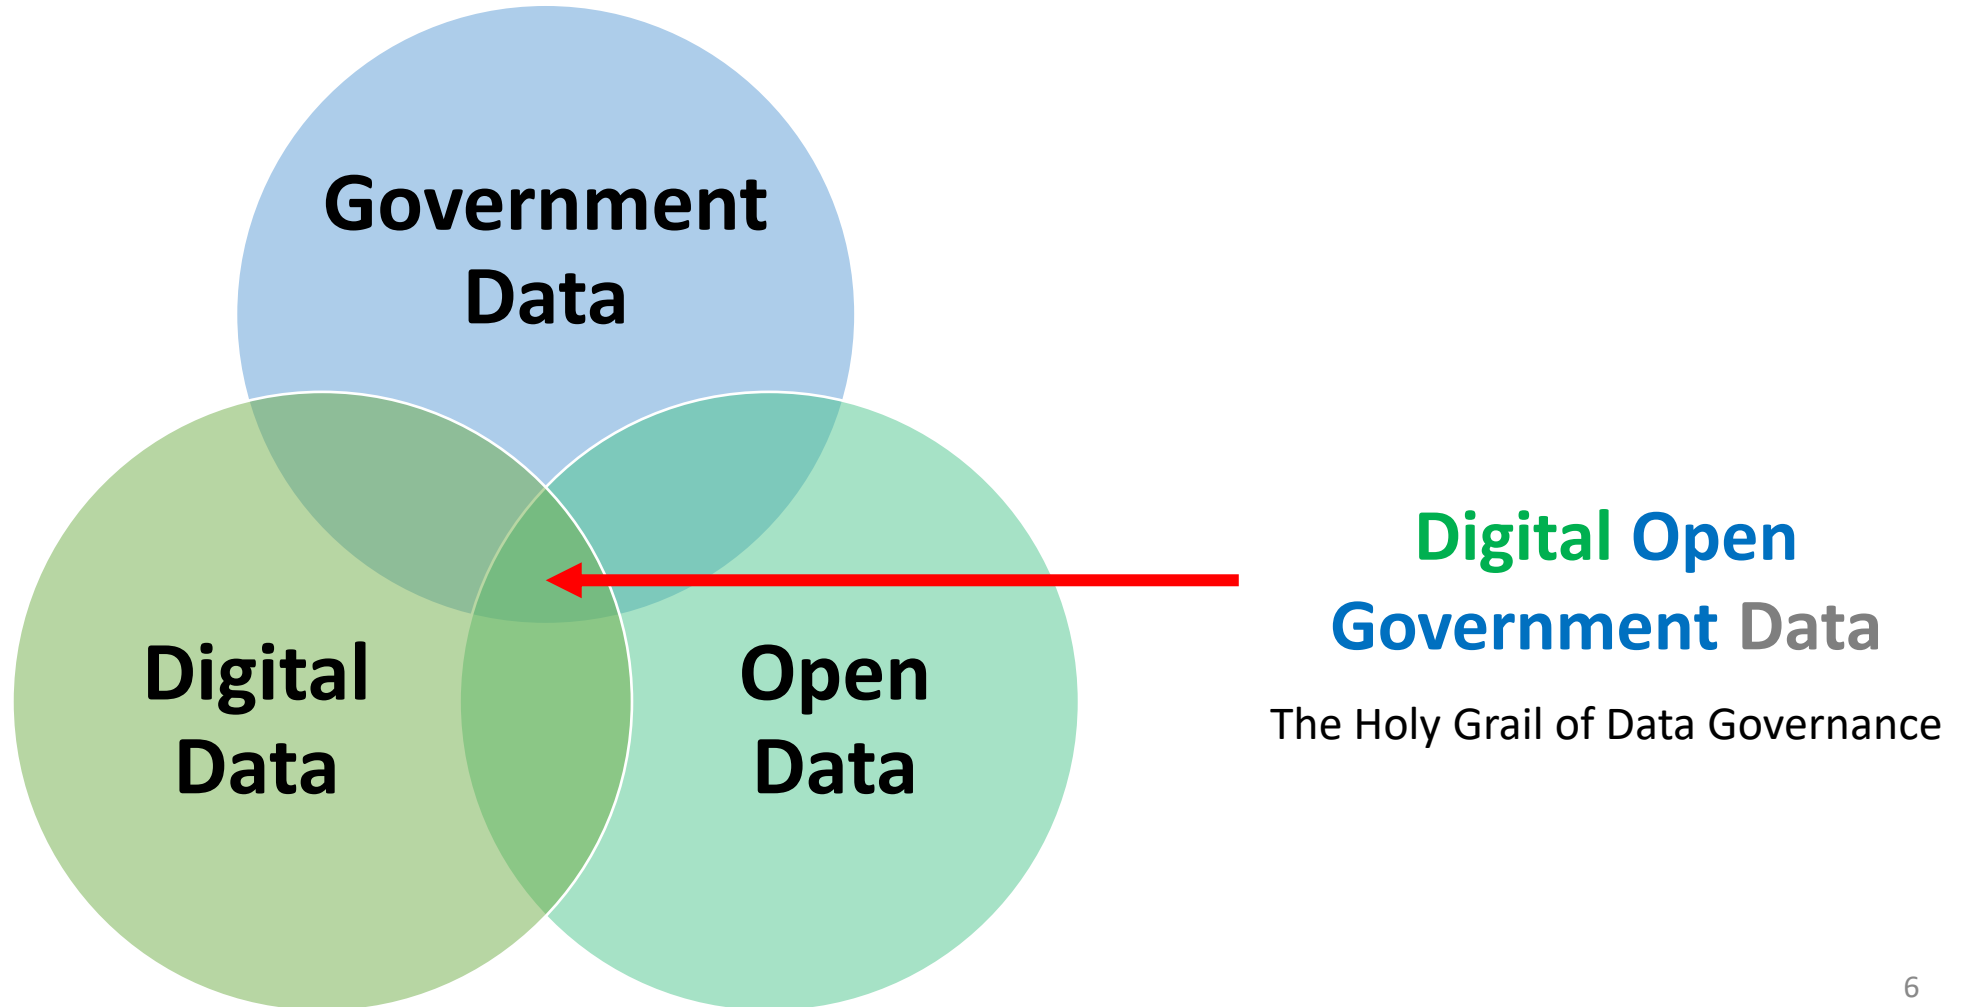 Government
Data
Digital
Data
Open
Data
Digital Open
Government Data
The Holy Grail of Data Governance
6